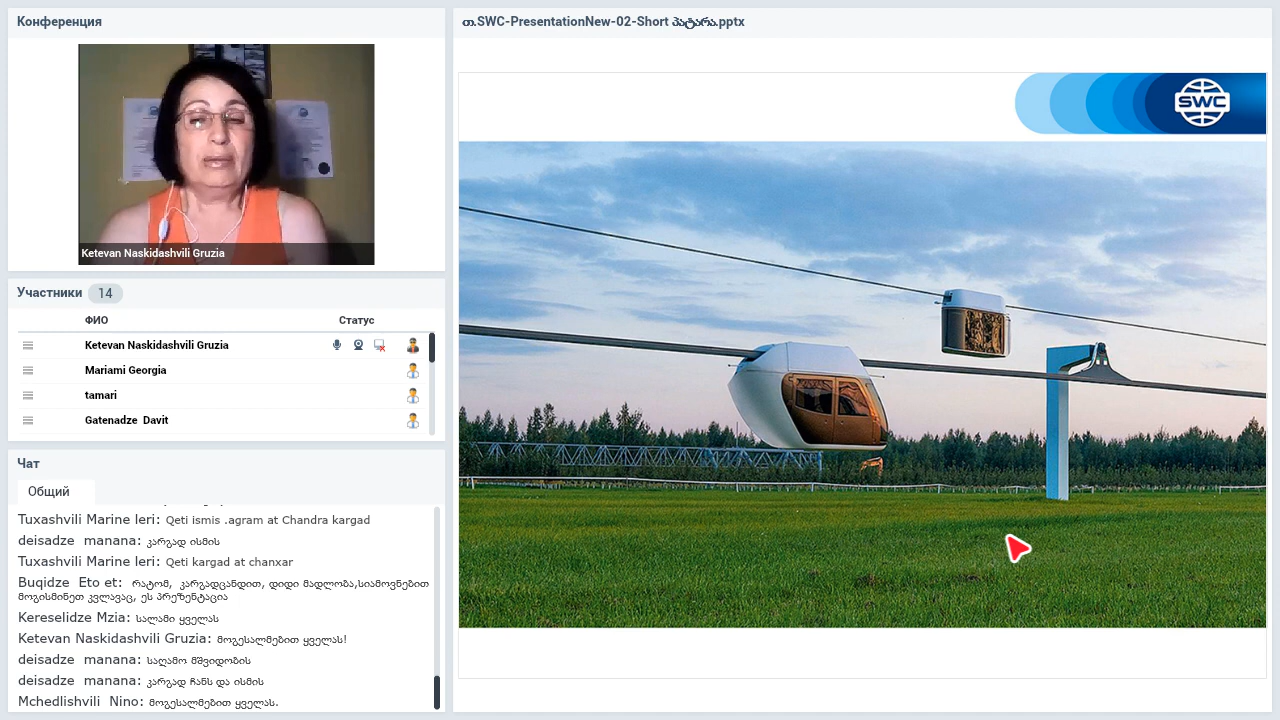 Конференция
Ketevan Naskidashvili Gruzia
Участники 14
ФИО Статус
Ketevan Naskidashvili Gruzia
Mariami Georgia
tamari
Gatenadze Davit
Чат
Общий
Tuxashvili Marine leri: Qeti ismis .agram at Chandra kargad
deisadze manana: კარგად ისმის
Tuxashvili Marine leri: Qeti kargad at chanxar
Buqidze Eto et: რატომ, კარგადცანდით, დიდი მადლობა,სიამოვნებით
მოგისმინეთ კვლავაც, ეს პრეზენტაცია
Kereselidze Mzia: სალამი ყველას
Ketevan Naskidashvili Gruzia: მოგესალმებით ყველას!
deisadze manana: საღამო მშვიდობის
deisadze manana: კარგად ჩანს და ისმის
Mchedlishvili Nino: მოგესალმებით ყველას.
თ.SWC-PresentationNew-02-Short პატარა.pptx
SWC